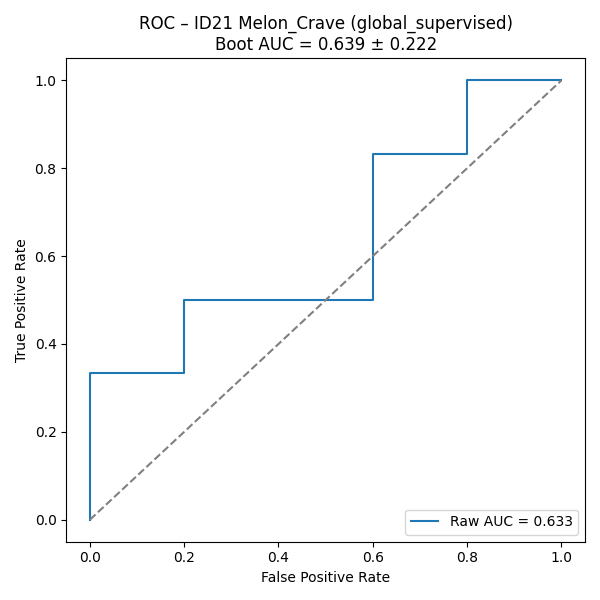 ROC – ID21 Melon_Crave (global_supervised)
Boot AUC = 0.639 ± 0.222
True Positive Rate
1.0
0.8
0.6
0.4
0.2
0.0
Raw AUC = 0.633
0.0 0.2 0.4 0.6 0.8 1.0
False Positive Rate